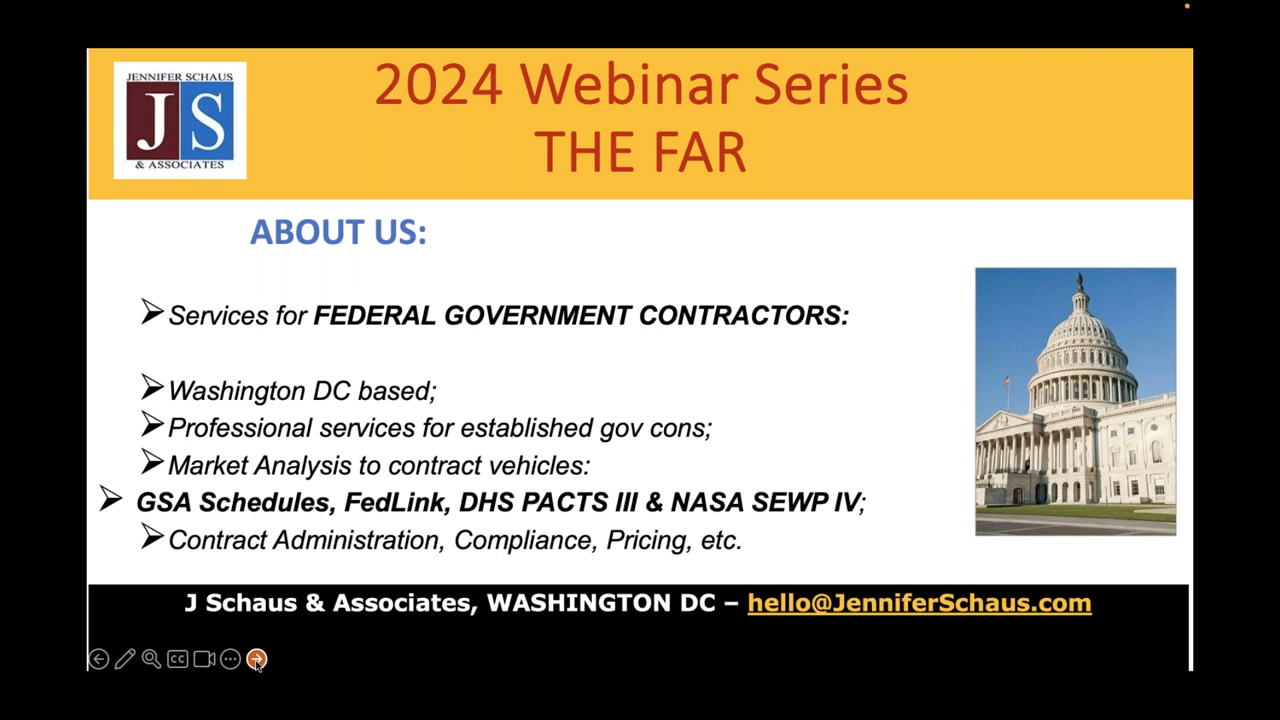 JENNIFER SCHAUS
JS
& ASSOCIATES
2024 Webinar Series
THE FAR
ABOUT US:
Services for FEDERAL GOVERNMENT CONTRACTORS:
Washington DC based;
Professional services for established gov cons;
Market Analysis to contract vehicles:
GSA Schedules, FedLink, DHS PACTS III & NASA SEWP IV;
Contract Administration, Compliance, Pricing, etc.
J Schaus & Associates, WASHINGTON DC – hello@JenniferSchaus.com
CC